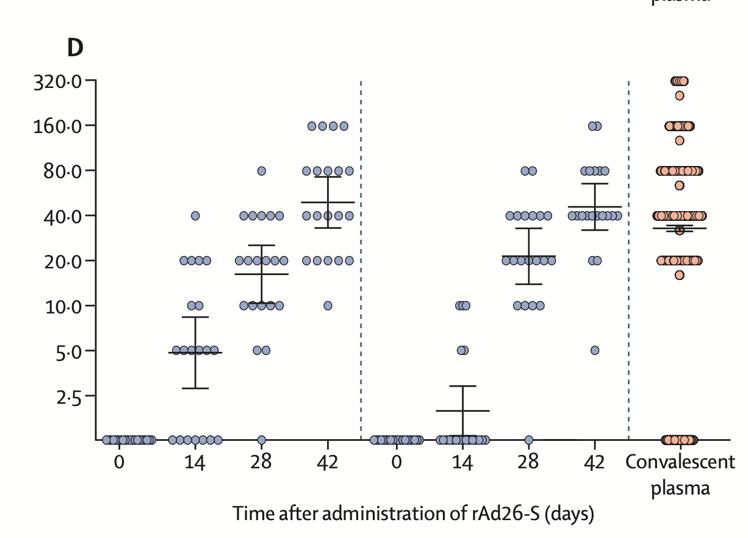 plasma
D
320·0
160·0
80·0
40·0
20·0
10·0
5·0
2·5
0 14 28 42 0 14 28 42 Convalescent
plasma
Time after administration of rAd26-S (days)